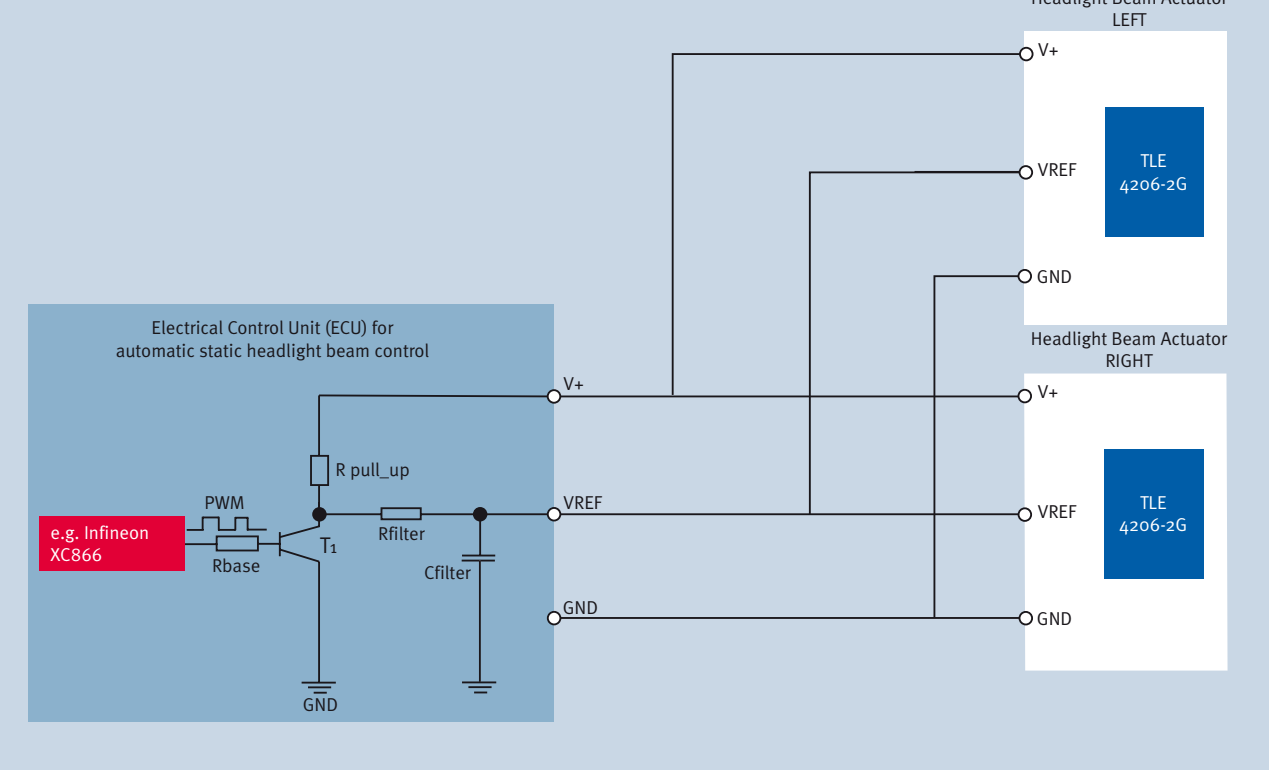 Headlight Beam Actuator
LEFT
V+
VREF
TLE
4206-2G
GND
Headlight Beam Actuator
RIGHT
V+
VREF
TLE
4206-2G
GND
Electrical Control Unit (ECU) for
automatic static headlight beam control
V+
R pull_up
PWM
VREF
e.g. Infineon
XC866
Rbase
T1
Rfilter
Cfilter
GND
GND